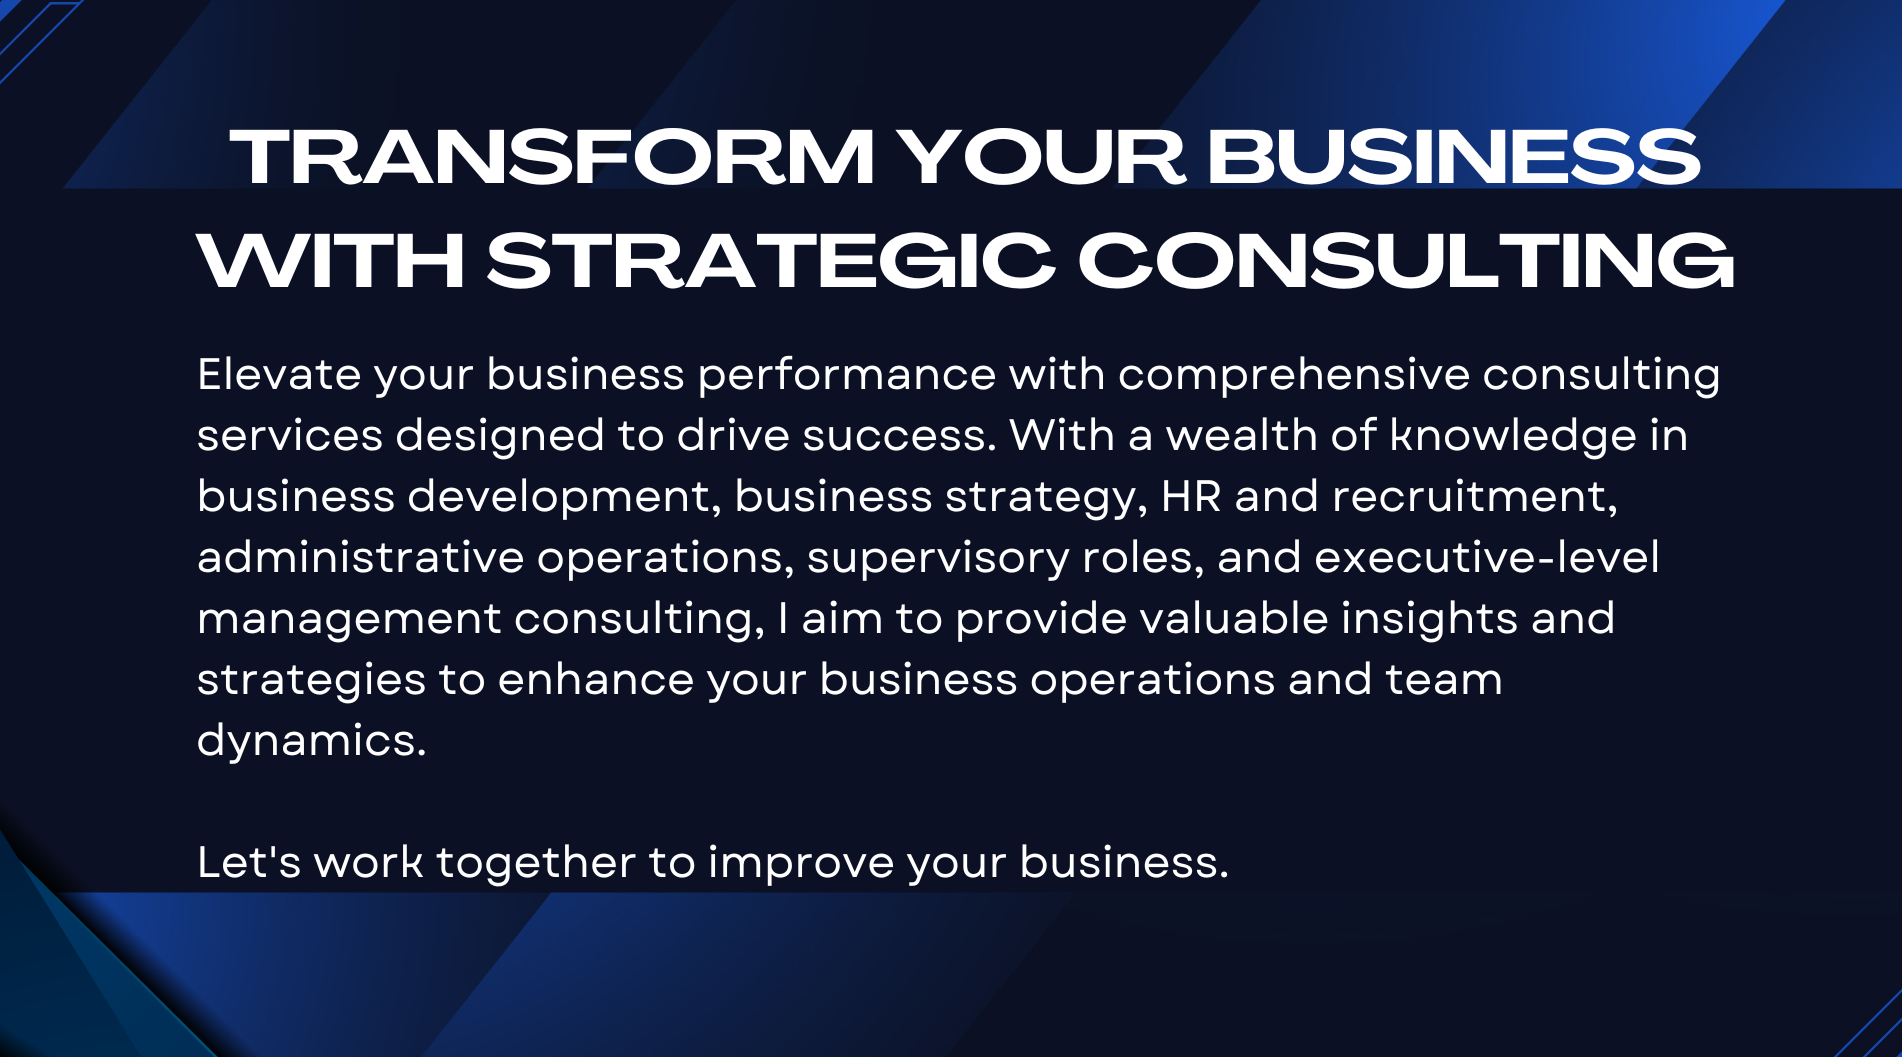 TRANSFORM YOUR BUSINESS
WITH STRATEGIC CONSULTING
Elevate your business performance with comprehensive consulting
services designed to drive success. With a wealth of knowledge in
business development, business strategy, HR and recruitment,
administrative operations, supervisory roles, and executive-level
management consulting, I aim to provide valuable insights and
strategies to enhance your business operations and team
dynamics.
Let's work together to improve your business.